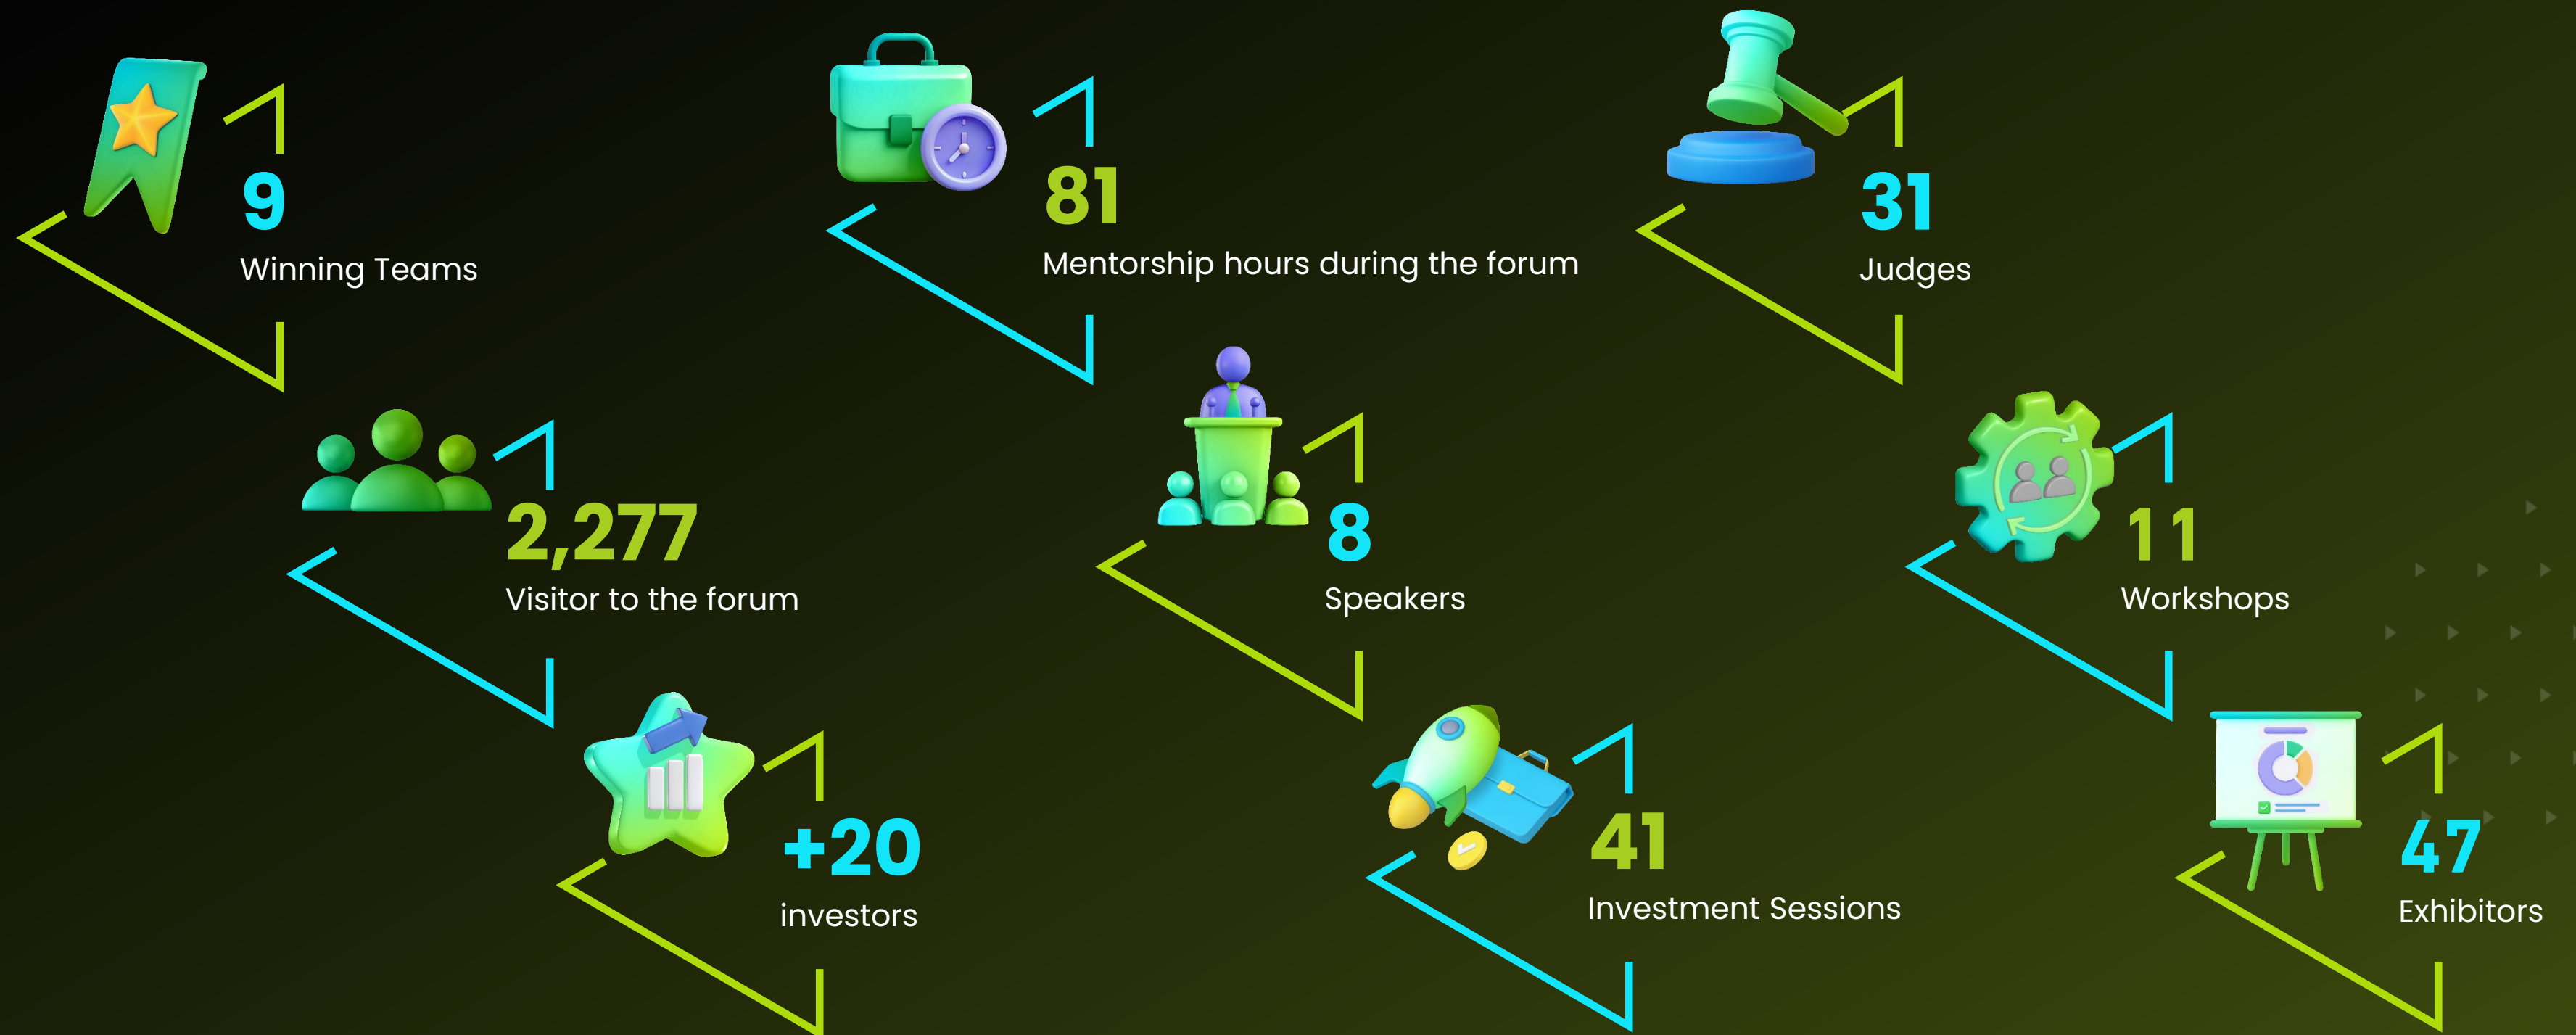 9
Winning Teams
81
Mentorship hours during the forum
31
Judges
2,277
Visitor to the forum
8
Speakers
11
Workshops
+20
investors
41
Investment Sessions
47
Exhibitors